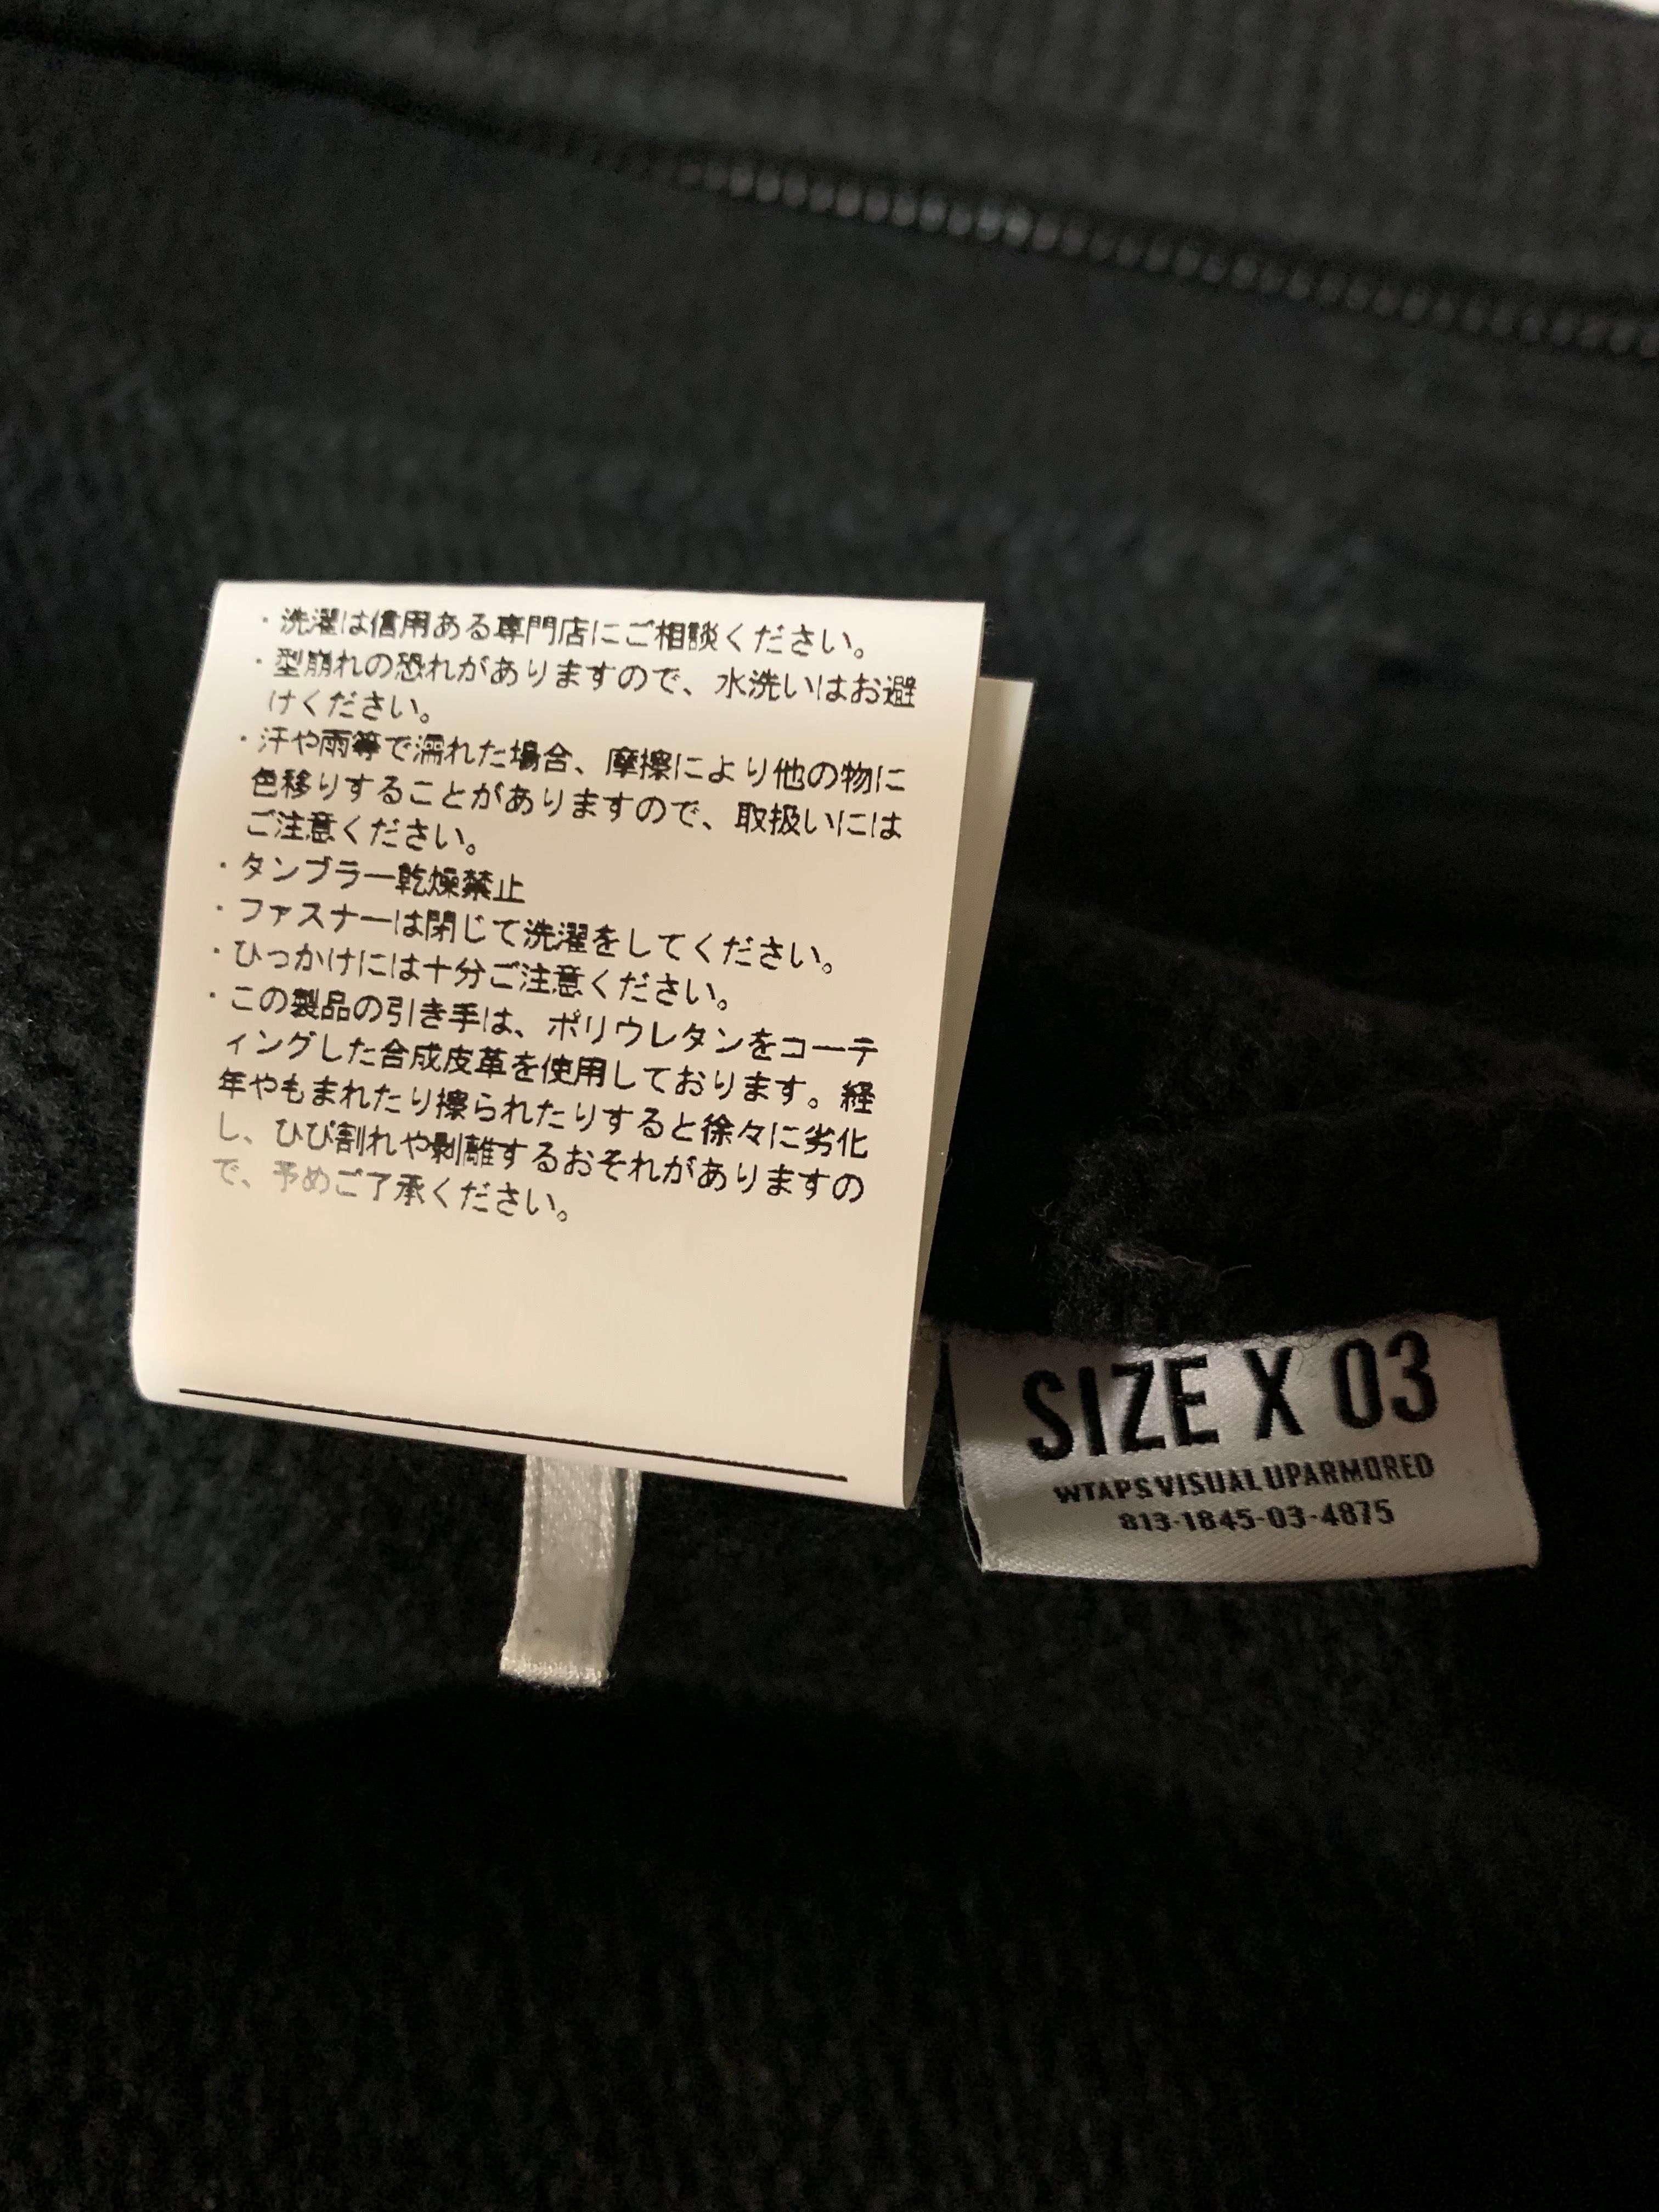 ・洗濯は信用ある専門店にご相談ください。
・型崩れの恐れがありますので、水洗いはお避
けください。
・汗や雨等で濡れた場合、摩擦により他の物に
色移りすることがありますので、取扱いには
ご注意ください。
・タンブラー乾燥禁止
・ファスナーは閉じて洗濯をしてください。
・ひっかけには十分ご注意ください。
・この製品の引き手は、ポリウレタンをコーテ
ィングした合成皮革を使用しております。経
年やもまれたり擦られたりすると徐々に劣化
し、ひび割れや剥離するおそれがありますの
で、予めご了承ください。
SIZE X 03
WTAPS VISUAL UPARMORED
813-1845-03-4875